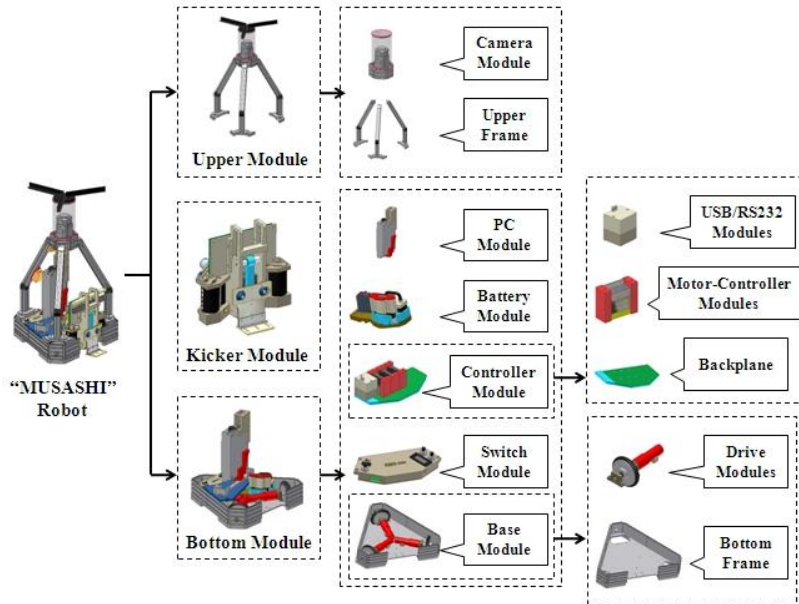 "MUSASHI"
Robot
Upper Module
Kicker Module
Bottom Module
Camera
Module
Upper
Frame
PC
Module
Battery
Module
Controller
Module
Switch
Module
Base
Module
USB/RS232
Modules
Motor-Controller
Modules
Backplane
Drive
Modules
Bottom
Frame